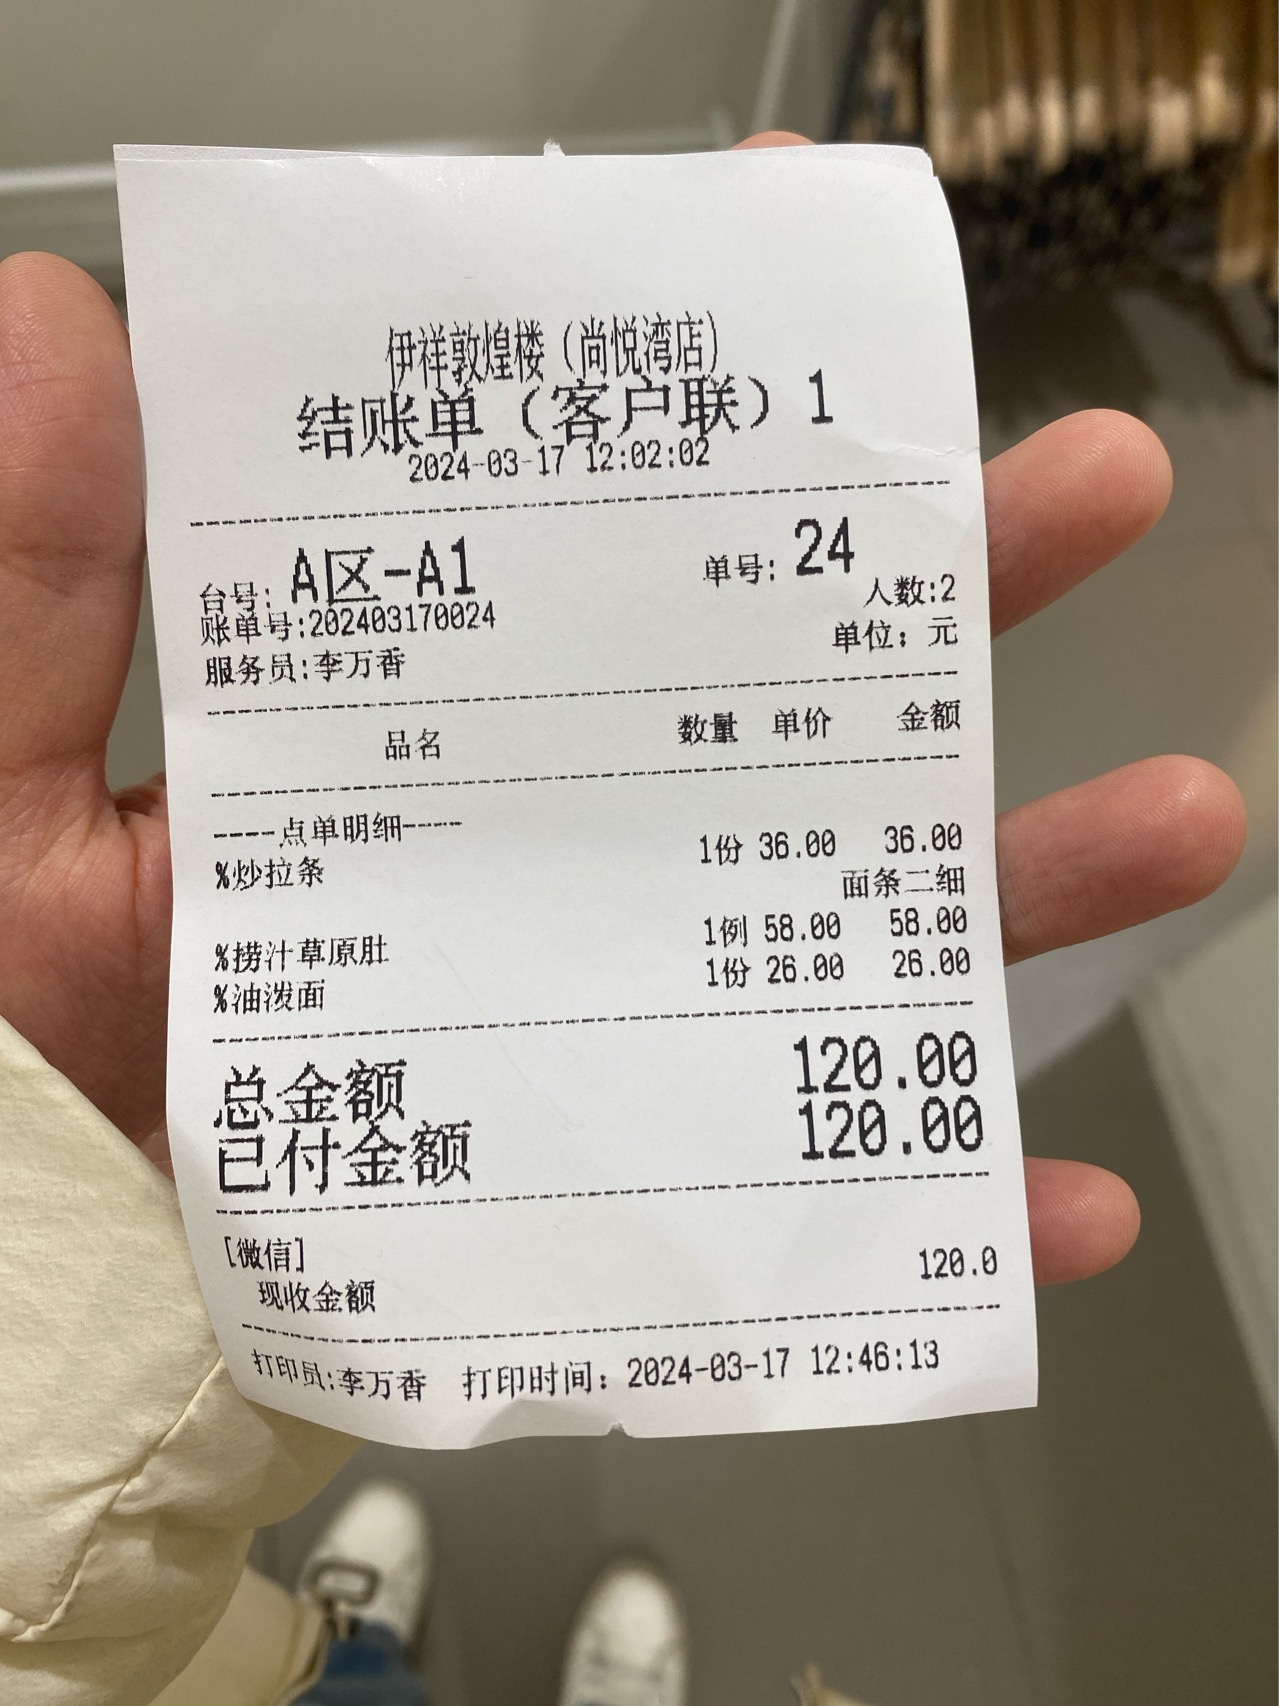 伊祥敦煌楼（尚悦湾店）
结账单（客户联）1
2024-03-17 12:02:02
台号: A区-A1 单号: 24
人数:2
账单号:202403170024
单位：元
服务员:李万香
品名 数量 单价 金额
----点单明细----
%炒拉条 1份 36.00 36.00
面条二细
%捞汁草原肚 1例 58.00 58.00
%油泼面 1份 26.00 26.00
总金额 120.00
已付金额 120.00
[微信]
现收金额 120.0
打印员:李万香 打印时间：2024-03-17 12:46:13